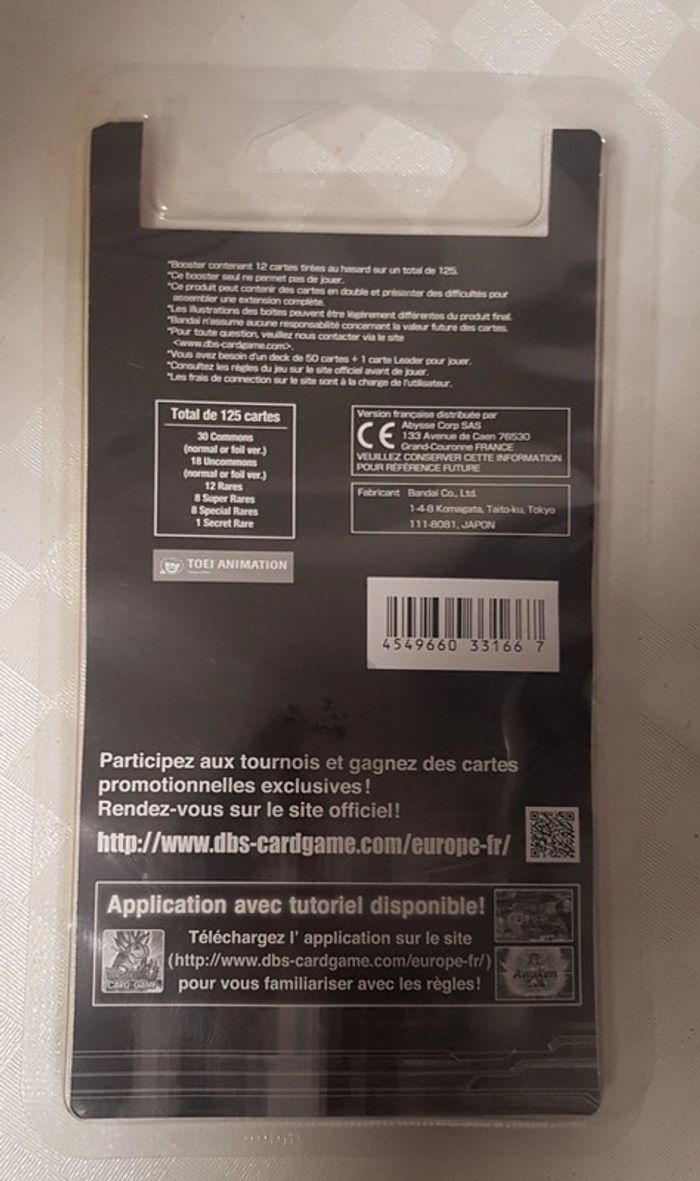 *Booster contenant 12 cartes tirées au hasard sur un total de 125.
*Ce booster seul ne permet pas de jouer.
*Ce produit peut contenir des cartes en double et présenter des difficultés pour
assembler une extension complète.
*Les illustrations des boîtes peuvent être légèrement différentes du produit final.
*Bandai n'assume aucune responsabilité concernant la valeur future des cartes.
*Pour toute question, veuillez nous contacter via le site
<www.dbs-cardgame.com>.
*Vous avez besoin d'un deck de 50 cartes + 1 carte Leader pour jouer.
*Consultez les règles du jeu sur le site officiel avant de jouer.
*Les frais de connection sur le site sont à la charge de l'utilisateur.
Total de 125 cartes
30 Commons
(normal or foil ver.)
18 Uncommons
(normal or foil ver.)
12 Rares
8 Super Rares
8 Special Rares
1 Secret Rare
Version française distribuée par
CE Abysse Corp SAS
133 Avenue de Caen 76530
Grand-Couronne FRANCE
VEUILLEZ CONSERVER CETTE INFORMATION
POUR RÉFÉRENCE FUTURE
Fabricant Bandai Co., Ltd.
1-4-8 Komagata, Taito-ku, Tokyo
111-8081, JAPON
TOEI ANIMATION
4549660 33166 7
Participez aux tournois et gagnez des cartes
promotionnelles exclusives!
Rendez-vous sur le site officiel!
http://www.dbs-cardgame.com/europe-fr/
Application avec tutoriel disponible!
Téléchargez l' application sur le site
(http://www.dbs-cardgame.com/europe-fr/)
pour vous familiariser avec les règles!
CARD GAME
Awaken